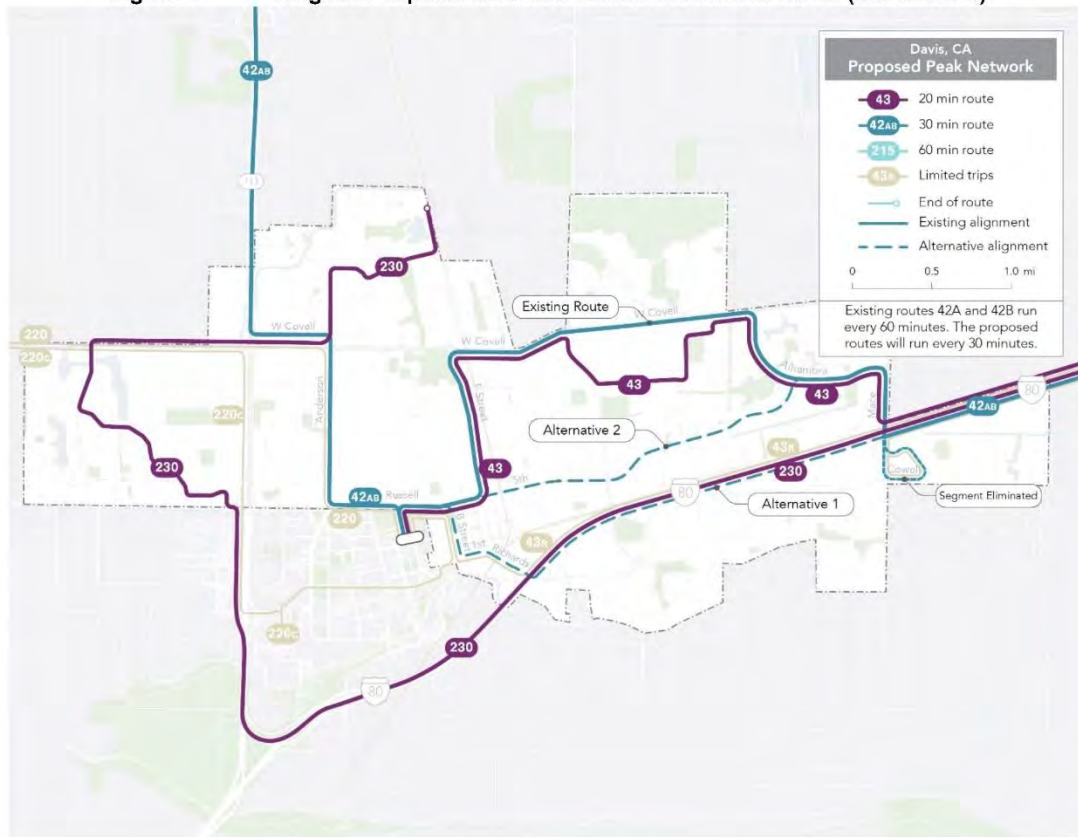 42AB
113
Davis, CA
Proposed Peak Network
43 20 min route
42AB 30 min route
215 60 min route
43R Limited trips
End of route
Existing alignment
Alternative alignment
0 0.5 1.0 mi
Existing routes 42A and 42B run
every 60 minutes. The proposed
routes will run every 30 minutes.
230
Existing Route
W Covell
220
W Covell
220C
W Covell
43
Alhambra
43
80
Anderson
F Street
Mace
42AB
220C
Alternative 2
43R
230
230
43
5th
Cowell
42AB
Russell
80
Alternative 1
Segment Eliminated
220
1st
Richards
43R
220C
230
80